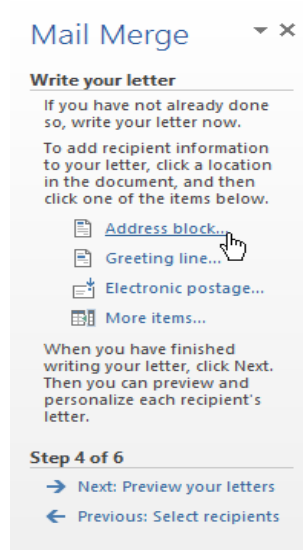 Mail Merge
Write your letter
If you have not already done
so, write your letter now.
To add recipient information
to your letter, click a location
in the document, and then
click one of the items below.
Address block...
Greeting line...
Electronic postage...
More items...
When you have finished
writing your letter, click Next.
Then you can preview and
personalize each recipient's
letter.
Step 4 of 6
Next: Preview your letters
Previous: Select recipients